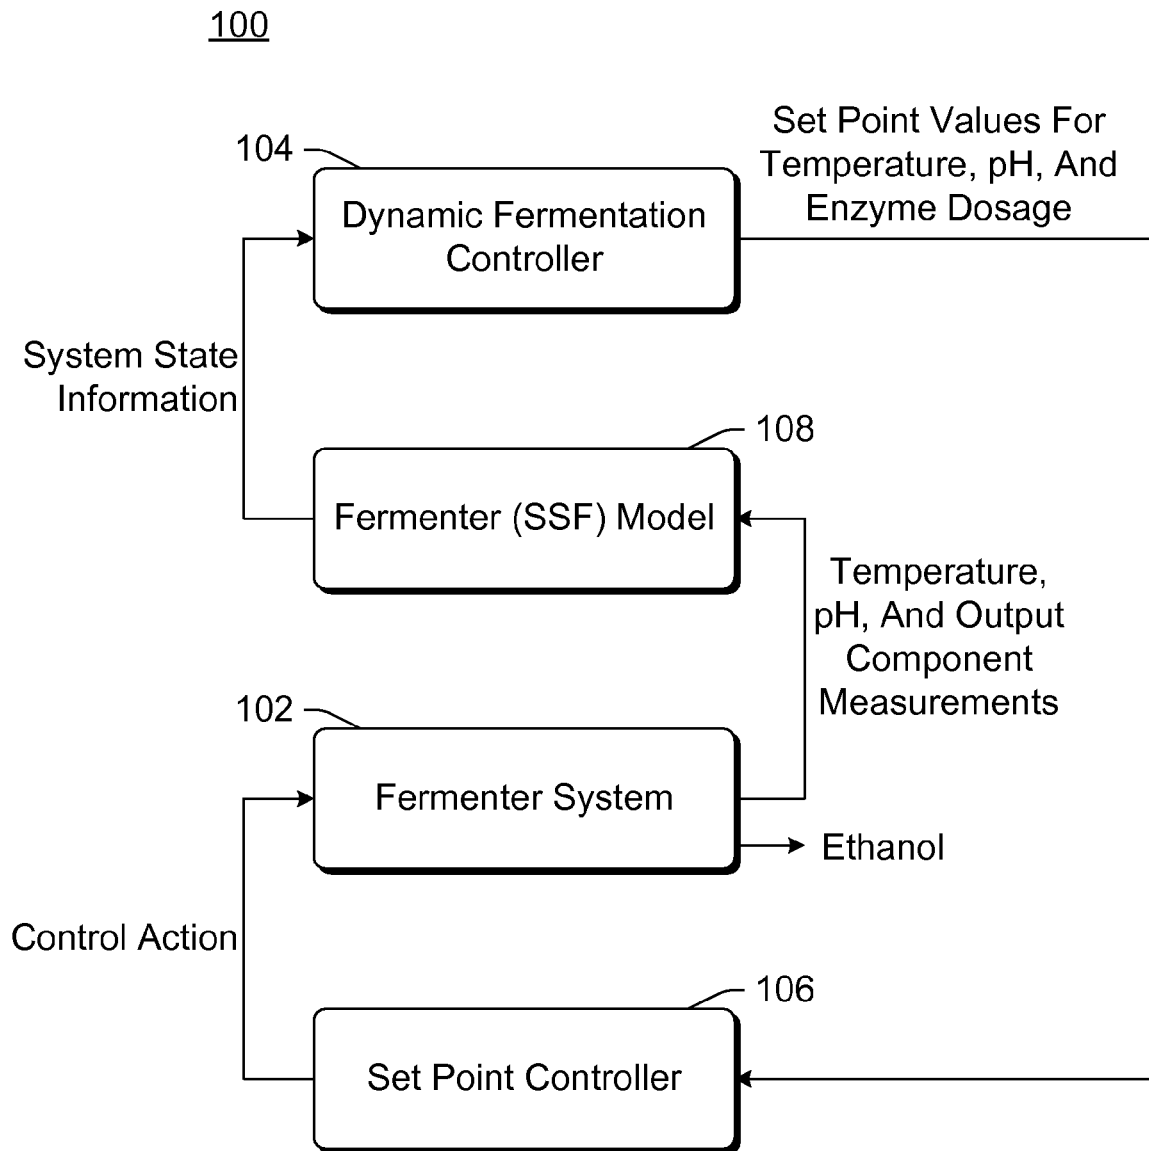 100
104
Set Point Values For
Temperature, pH, And
Enzyme Dosage
Dynamic Fermentation
Controller
System State
Information
108
Fermenter (SSF) Model
Temperature,
pH, And Output
Component
Measurements
102
Fermenter System
Ethanol
Control Action
106
Set Point Controller